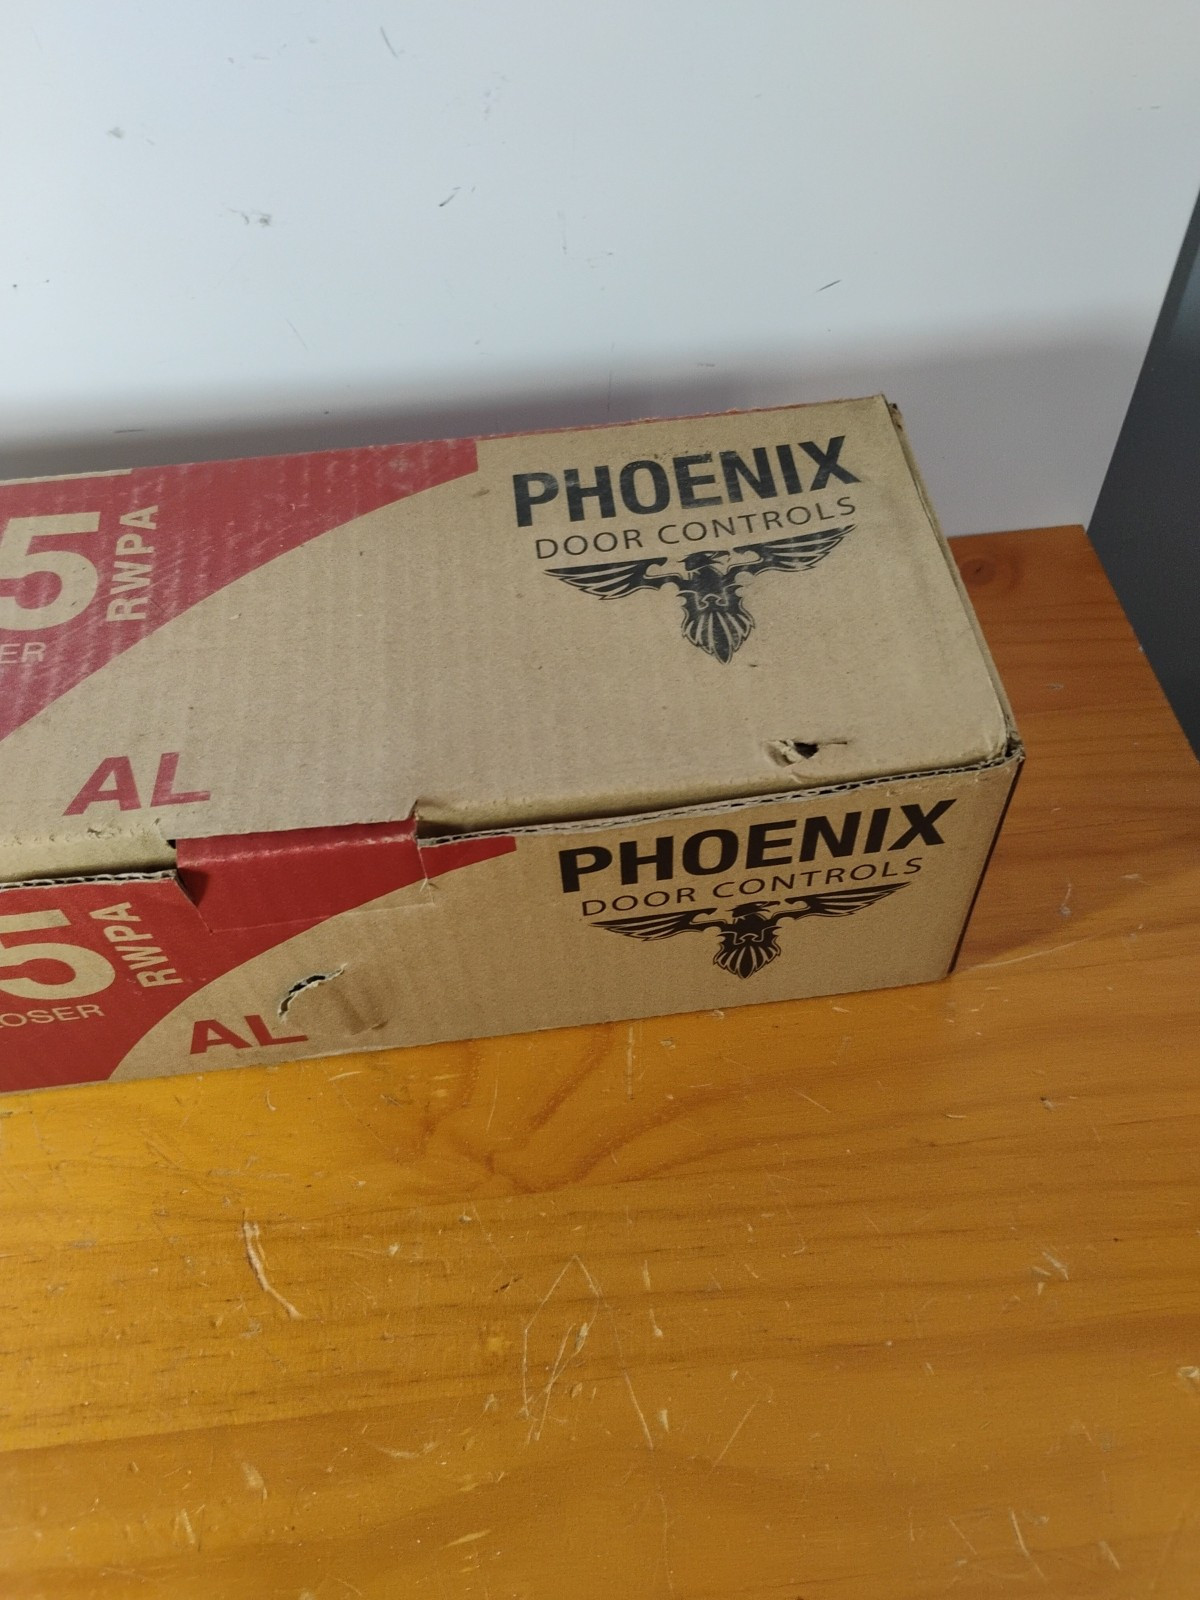 PHOENIX
DOOR CONTROLS
5
RWPA
ER
AL
PHOENIX
DOOR CONTROLS
5
RWPA
OSER
AL